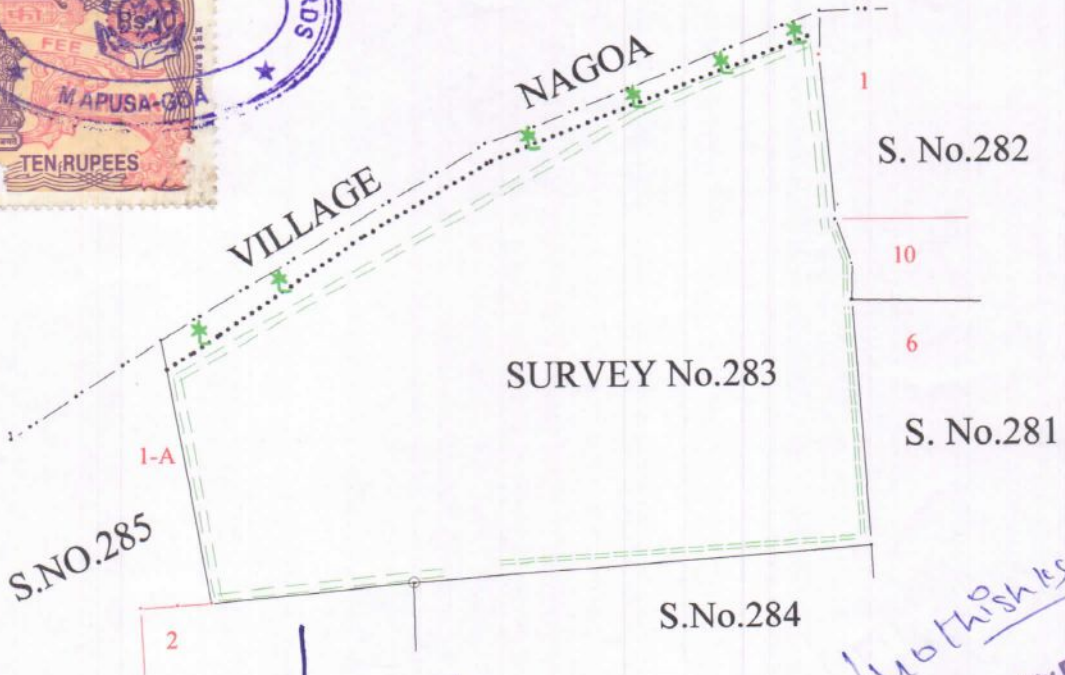 की
Rs.10
FEE
RDS
MAPUSA-GOA
TEN RUPEES
VILLAGE NAGOA
1
S. No.282
10
SURVEY No.283
6
S. No.281
1-A
S.NO.285
S.No.284
2